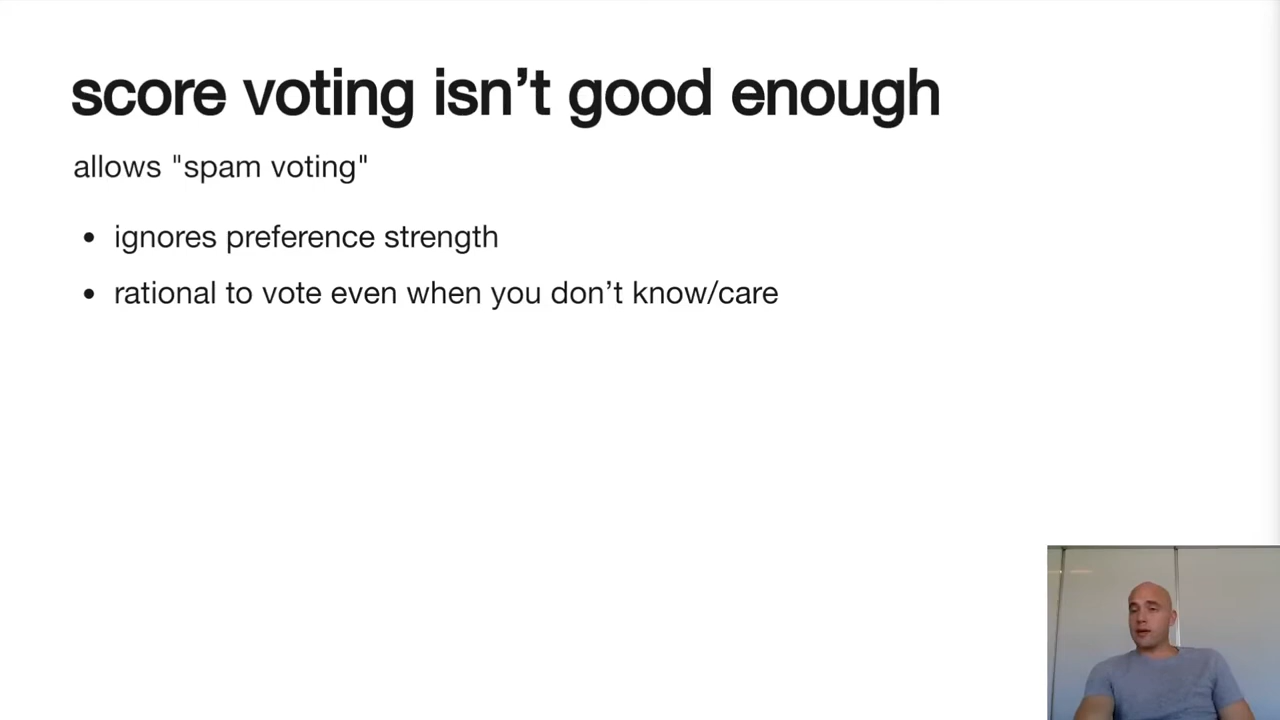 score voting isn’t good enough
allows "spam voting"
• ignores preference strength
• rational to vote even when you don’t know/care